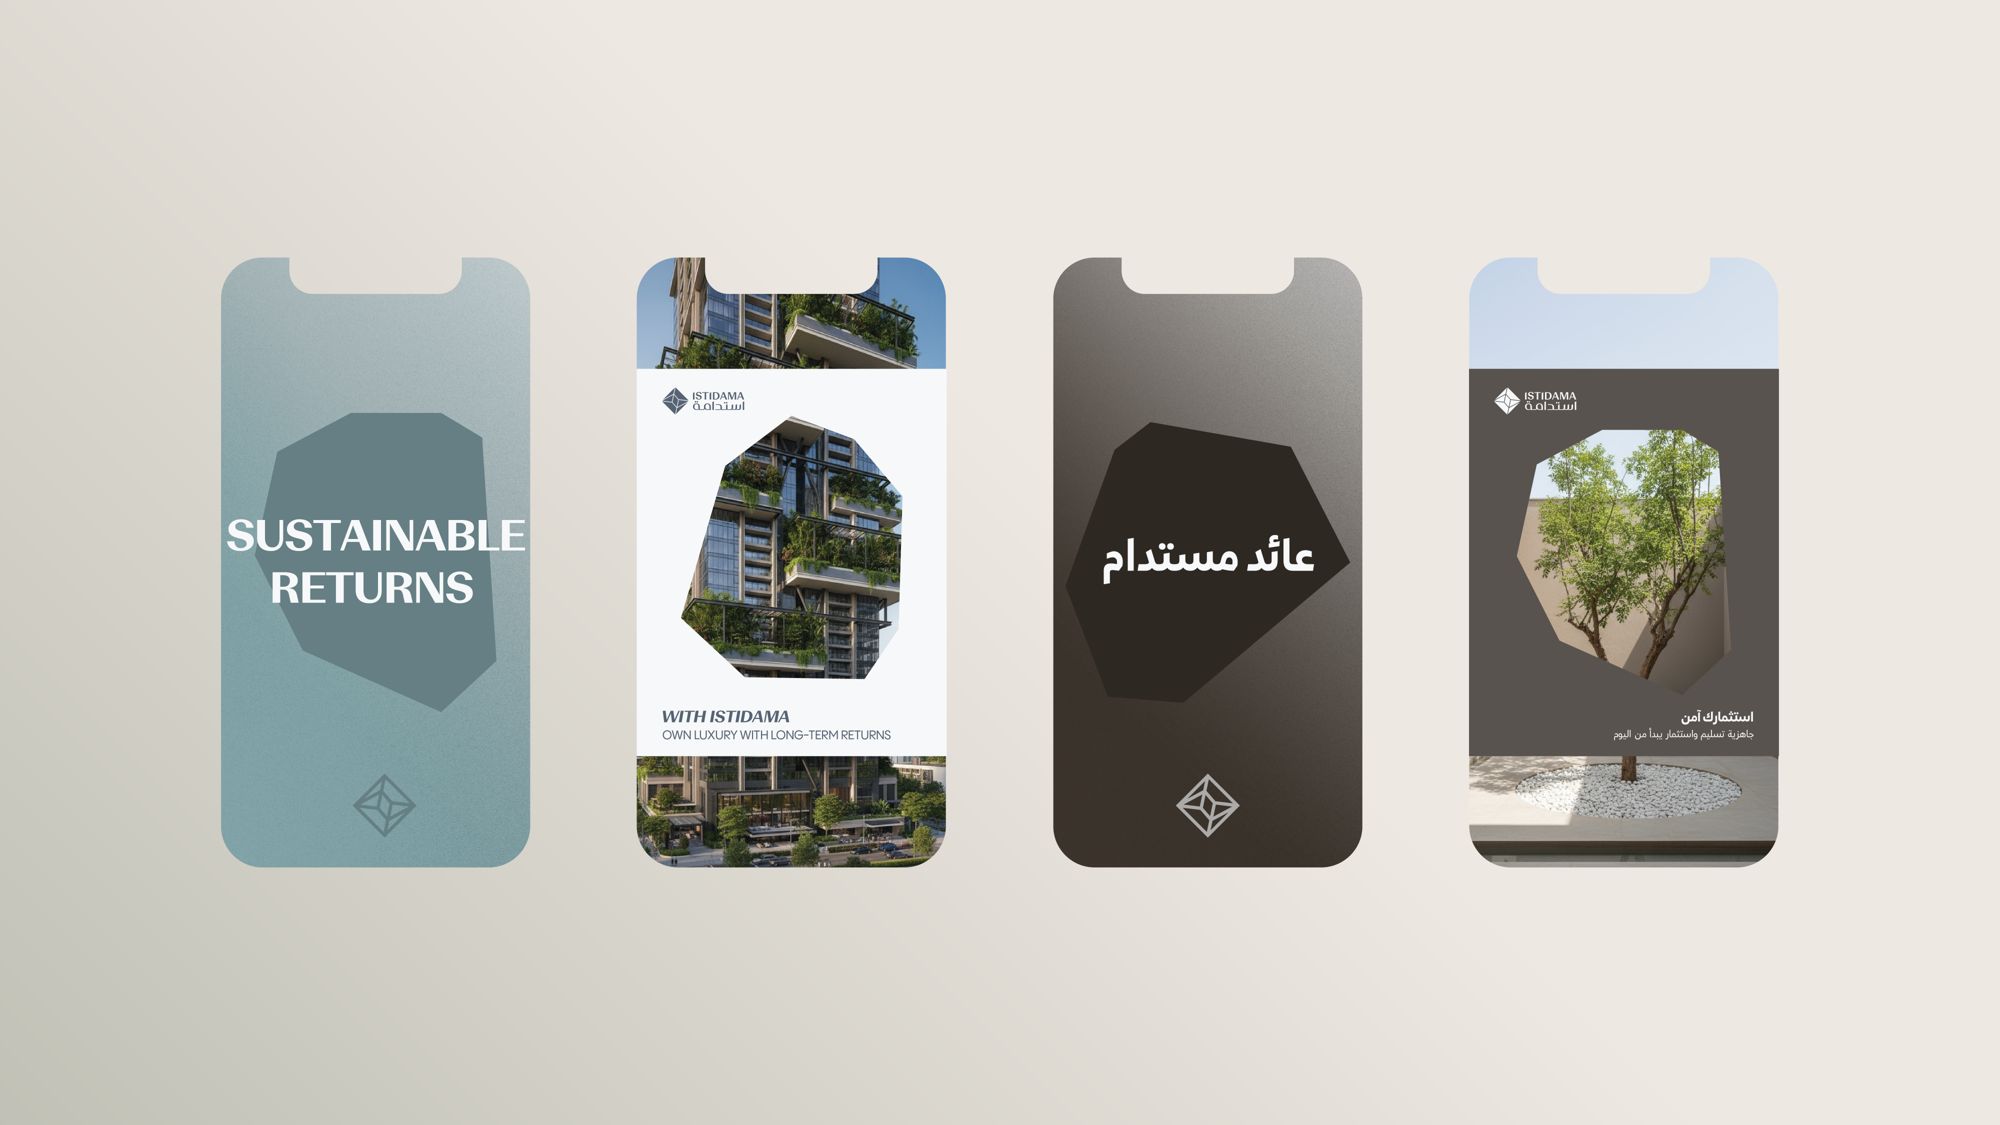 SUSTAINABLE
RETURNS
ISTIDAMA
استدامة
WITH ISTIDAMA
OWN LUXURY WITH LONG-TERM RETURNS
عائد مستدام
ISTIDAMA
استدامة
استثمارك آمن
جاهزية تسليم واستثمار يبدأ من اليوم